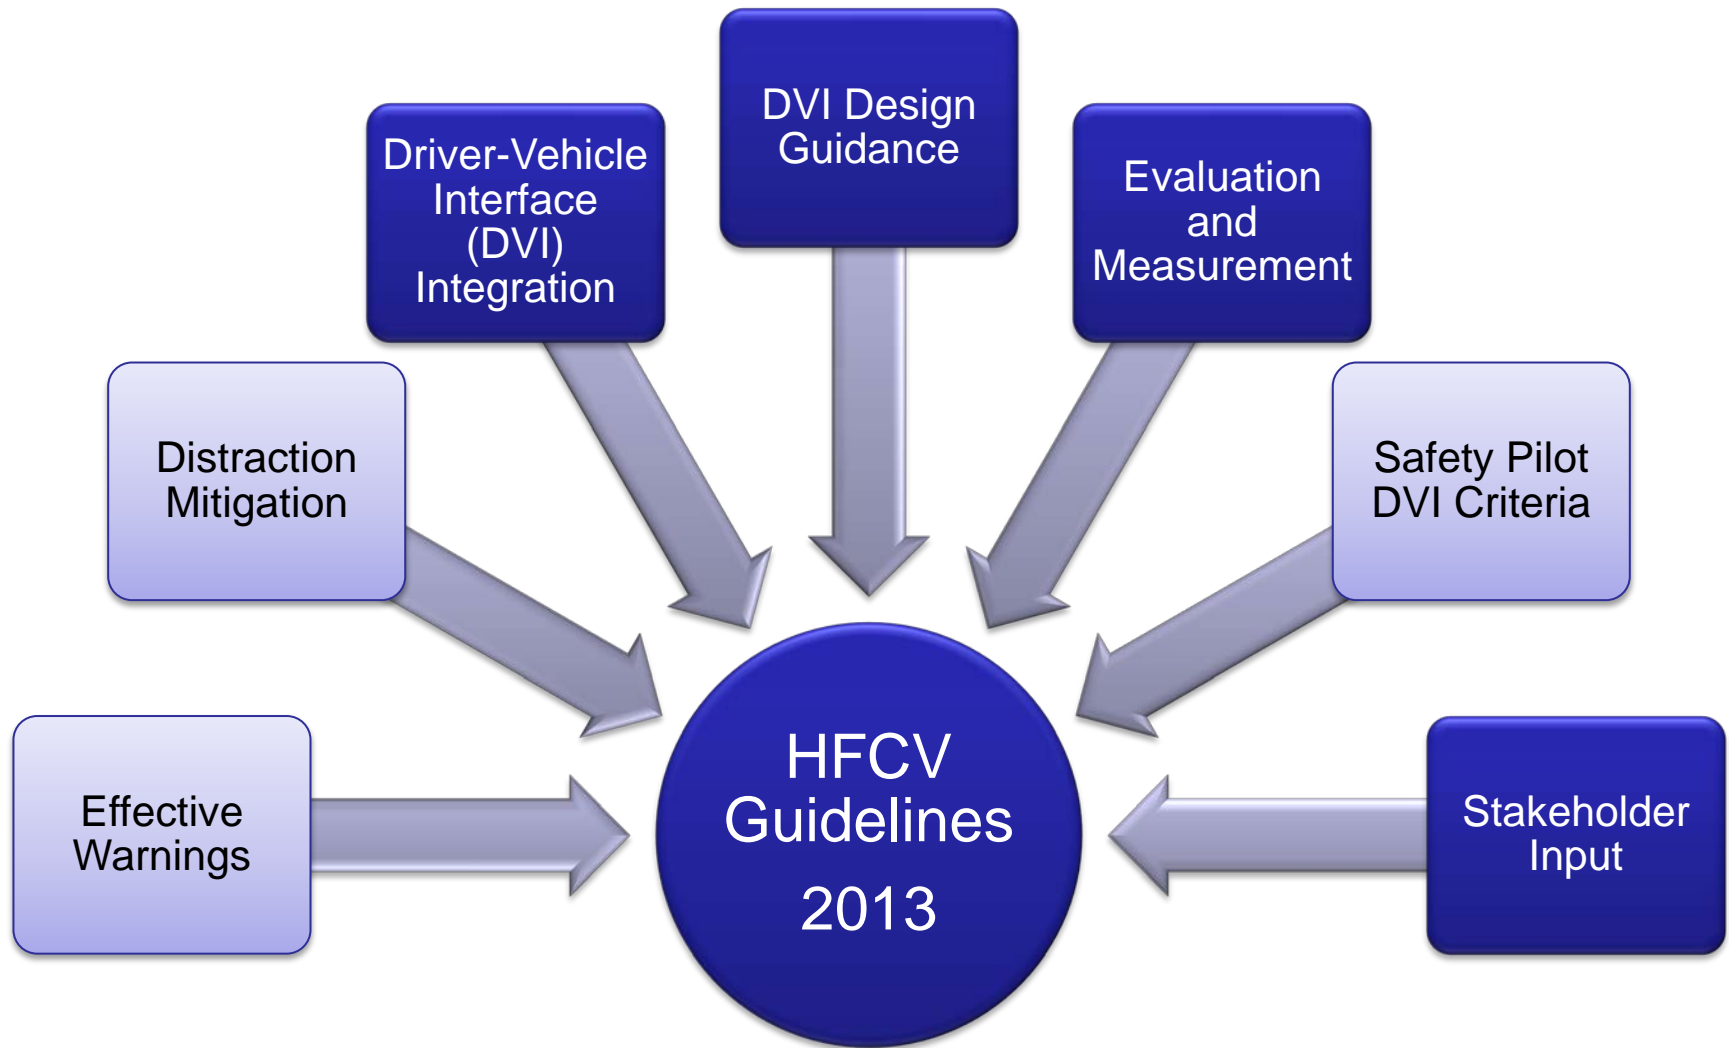 DVI Design
Guidance
Driver-Vehicle
Interface
(DVI)
Integration
Evaluation
and
Measurement
Distraction
Mitigation
Safety Pilot
DVI Criteria
Effective
Warnings
HFCV
Guidelines
2013
Stakeholder
Input